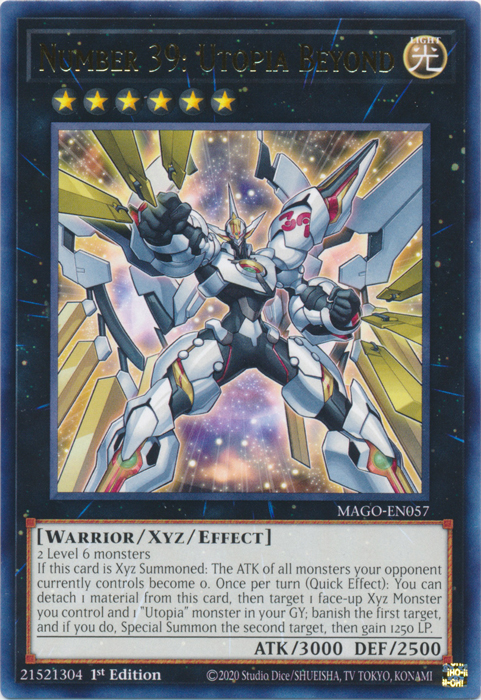 Number 39: Utopia Beyond
LIGHT
光
39
MAGO-EN057
[WARRIOR/XYZ/EFFECT]
2 Level 6 monsters
If this card is Xyz Summoned: The ATK of all monsters your opponent
currently controls become 0. Once per turn (Quick Effect): You can
detach 1 material from this card, then target 1 face-up Xyz Monster
you control and 1 "Utopia" monster in your GY; banish the first target,
and if you do, Special Summon the second target, then gain 1250 LP.
ATK/3000 DEF/2500
21521304 1st Edition ©2020 Studio Dice/SHUEISHA, TV TOKYO, KONAMI